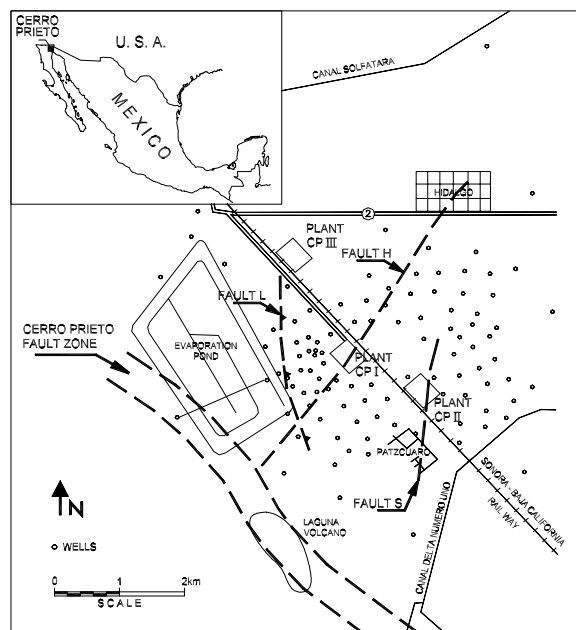 CERRO
PRIETO
U. S. A.
MEXICO
CANAL SOLFATARA
HIDALGO
2
PLANT
CP III
FAULT H
FAULT L
CERRO PRIETO
FAULT ZONE
EVAPORATION
POND
PLANT
CP I
PLANT
CP II
PATZCUARO
SONORA - BAJA CALIFORNIA
RAIL WAY
FAULT S
CANAL DELTA NUMERO UNO
N
LAGUNA
VOLCANO
WELLS
0 1 2km
SCALE